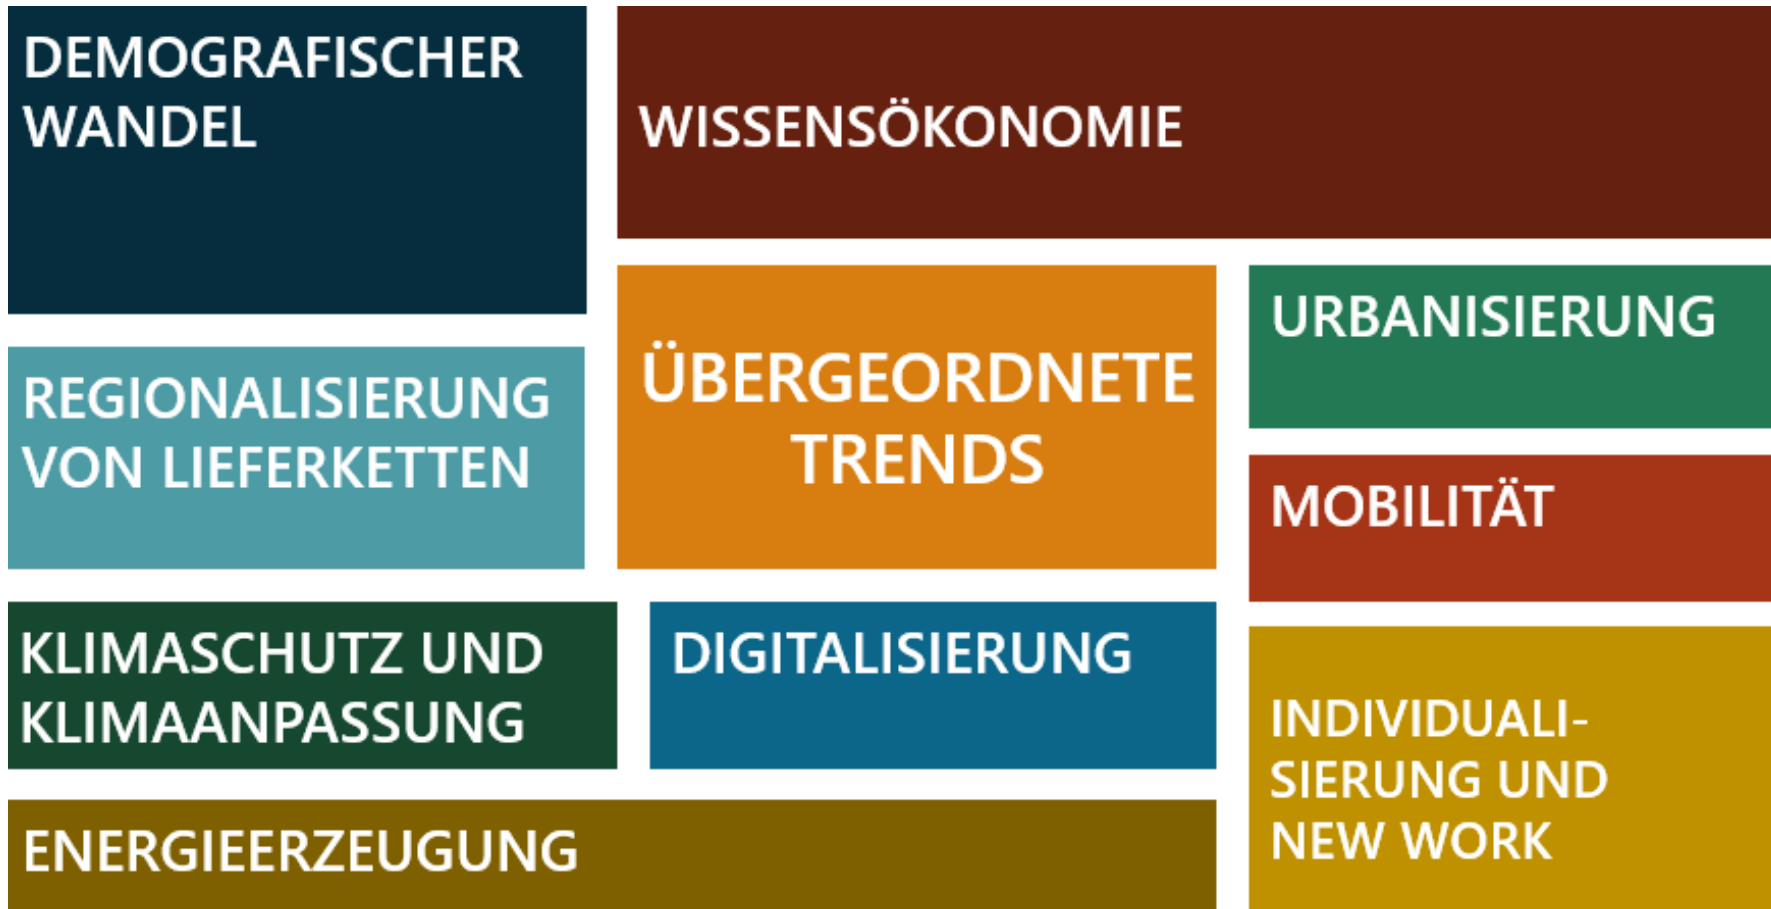 DEMOGRAFISCHER
WANDEL
WISSENSÖKONOMIE
REGIONALISIERUNG
VON LIEFERKETTEN
ÜBERGEORDNETE
TRENDS
URBANISIERUNG
MOBILITÄT
KLIMASCHUTZ UND
KLIMAANPASSUNG
DIGITALISIERUNG
INDIVIDUALI-
SIERUNG UND
NEW WORK
ENERGIEERZEUGUNG